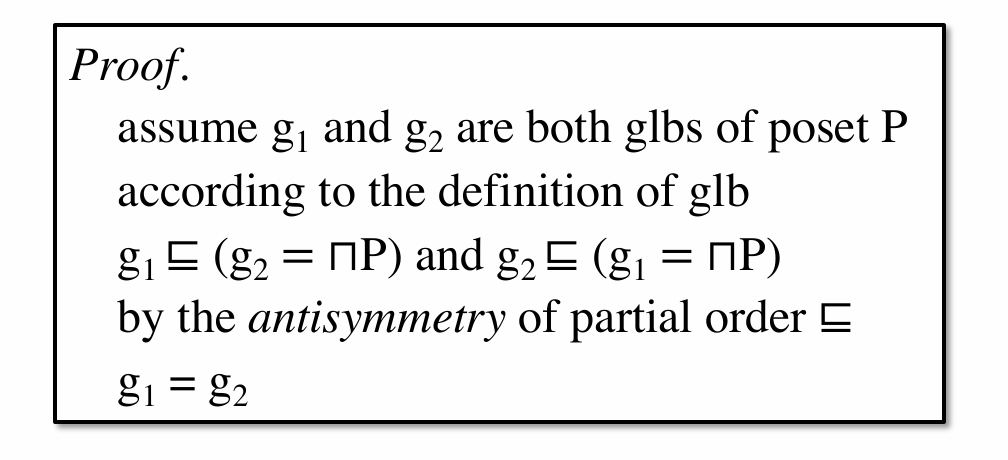 Proof.
assume g₁ and g₂ are both glbs of poset P
according to the definition of glb
g₁ ⊑ (g₂ = ⊓P) and g₂ ⊑ (g₁ = ⊓P)
by the antisymmetry of partial order ⊑
g₁ = g₂